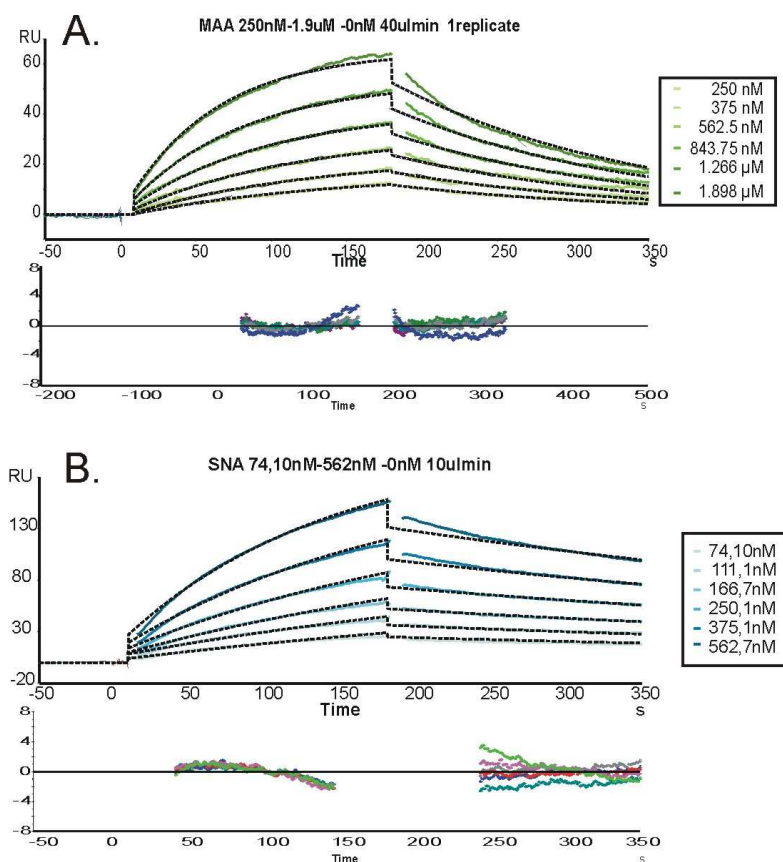 A.
MAA 250nM-1.9uM -0nM 40ulmin 1replicate
RU
60
40
20
0
-50 0 50 -100 -150 200 250 300 350
Time
s
250 nM
375 nM
562.5 nM
843.75 nM
1.266 µM
1.898 µM
8
4
0
-4
-8
-200 -100 0 100 200 300 400 500
Time
s
B.
SNA 74,10nM-562nM -0nM 10ulmin
RU
130
80
30
-20
-50 0 50 100 150 200 250 300 350
Time
s
74,10nM
111,1nM
166,7nM
250,1nM
375,1nM
562,7nM
8
4
0
-4
-8
0 50 100 150 200 250 300 350
Time
s